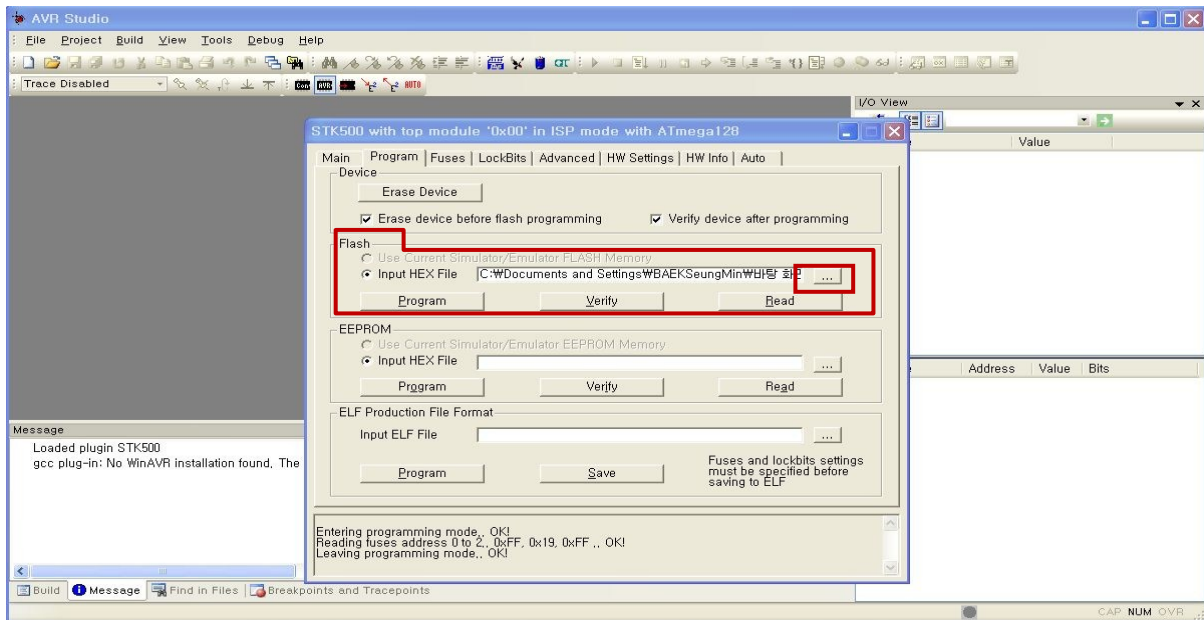 AVR Studio
File Project Build View Tools Debug Help
Trace Disabled
Con AVR AUTO
I/O View
Value
STK500 with top module '0x00' in ISP mode with ATmega128
Main Program Fuses LockBits Advanced HW Settings HW Info Auto
Device
Erase Device
Erase device before flash programming Verify device after programming
Flash
Use Current Simulator/Emulator FLASH Memory
Input HEX File C:₩Documents and Settings₩BAEKSeungMin₩바탕 ...
Program Verify Read
EEPROM
Use Current Simulator/Emulator EEPROM Memory
Input HEX File ...
Program Verify Read
Address Value Bits
ELF Production File Format
Input ELF File ...
Program Save Fuses and lockbits settings
must be specified before
saving to ELF
Message
Loaded plugin STK500
gcc plug-in: No WinAVR installation found, The
Entering programming mode.. OK!
Reading fuses address 0 to 2.. 0xFF, 0x19, 0xFF .. OK!
Leaving programming mode.. OK!
Build Message Find in Files Breakpoints and Tracepoints
CAP NUM OVR